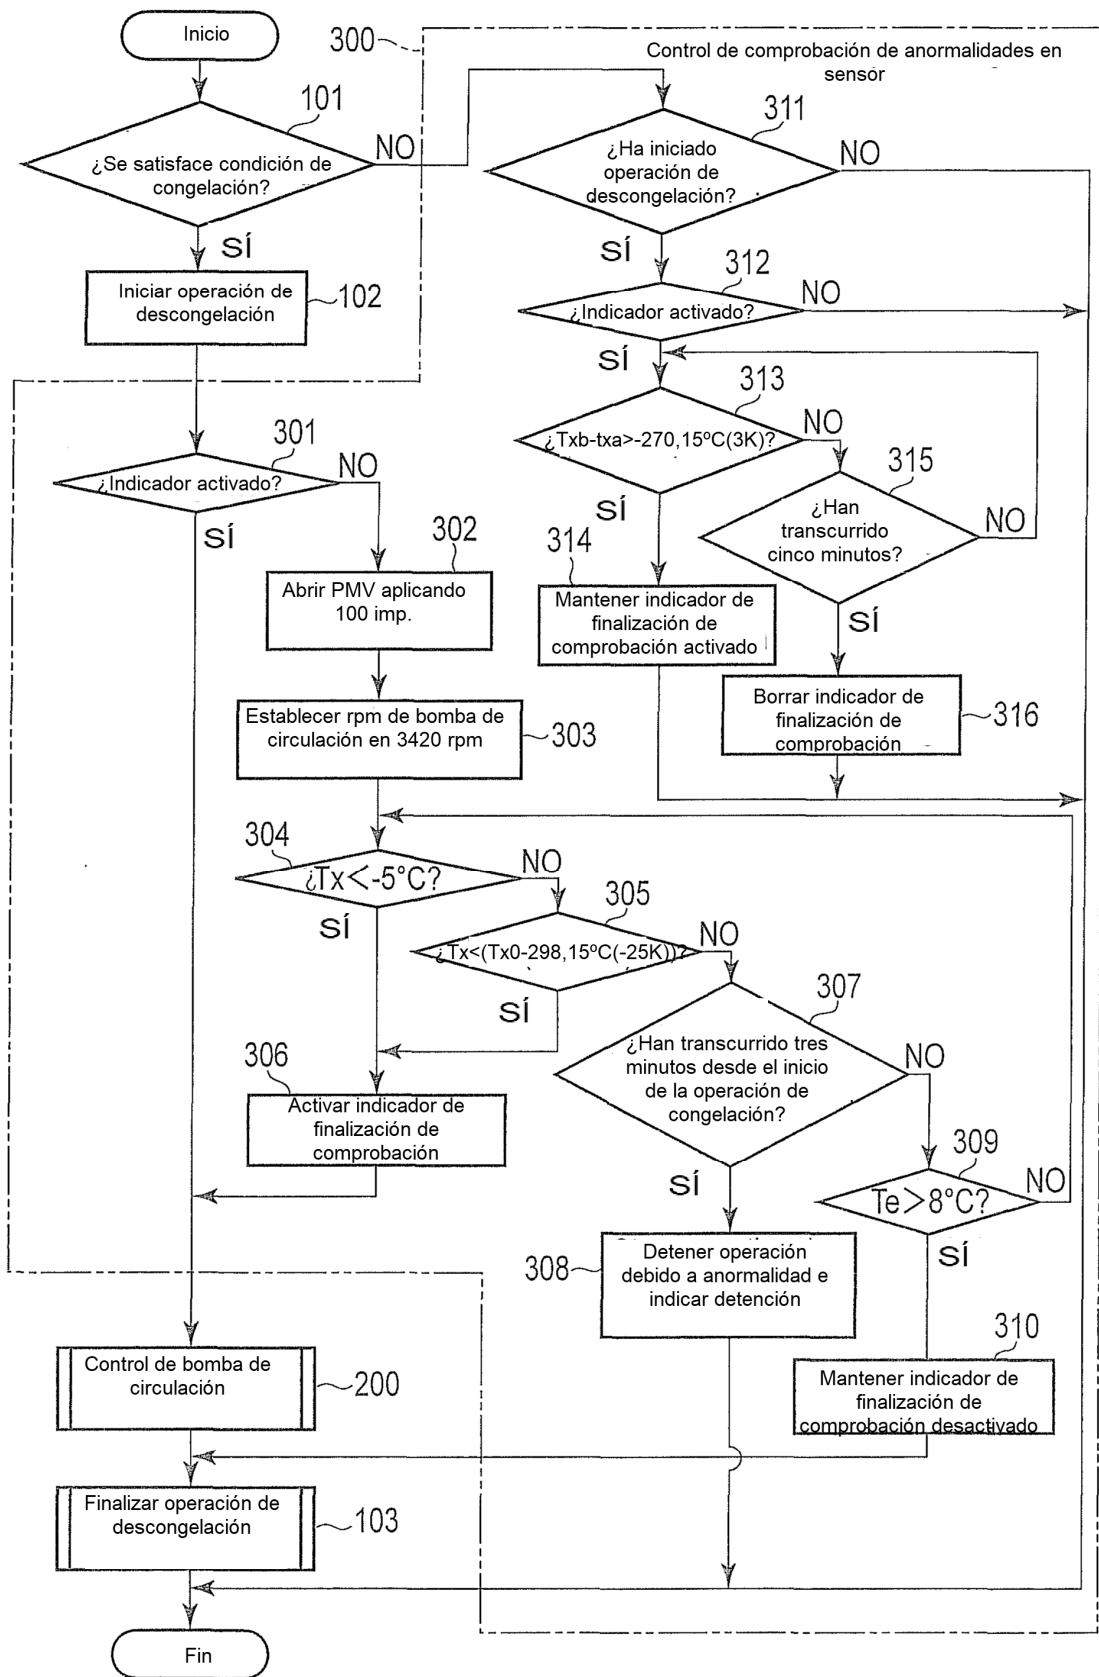 Inicio
300
Control de comprobación de anormalidades en
sensor
101
¿Se satisface condición de
congelación?
NO
SÍ
Iniciar operación de
descongelación
102
311
¿Ha iniciado
operación de
descongelación?
NO
SÍ
312
¿Indicador activado?
NO
SÍ
313
¿Txb-txa>-270,15ºC(3K)?
NO
SÍ
315
¿Han
transcurrido
cinco minutos?
NO
SÍ
314
Mantener indicador de
finalización de
comprobación activado
Borrar indicador de
finalización de
comprobación
316
301
¿Indicador activado?
NO
SÍ
302
Abrir PMV aplicando
100 imp.
Establecer rpm de bomba de
circulación en 3420 rpm
303
304
¿Tx<-5°C?
NO
SÍ
305
¿Tx<(Tx0-298,15ºC(-25K))?
NO
SÍ
306
Activar indicador de
finalización de
comprobación
307
¿Han transcurrido tres
minutos desde el inicio
de la operación de
congelación?
NO
SÍ
309
Te>8°C?
NO
SÍ
308
Detener operación
debido a anormalidad e
indicar detención
310
Mantener indicador de
finalización de
comprobación desactivado
Control de bomba de
circulación
200
Finalizar operación de
descongelación
103
Fin